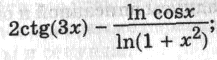 2ctg(3x) − ln cosx / ln(1 + x²);